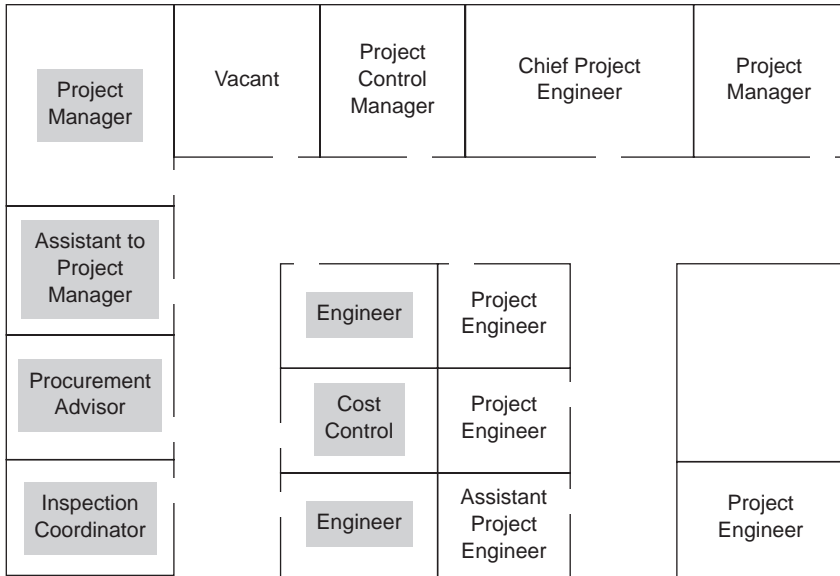 Project
Manager
Vacant
Project
Control
Manager
Chief Project
Engineer
Project
Manager
Assistant to
Project
Manager
Engineer
Project
Engineer
Procurement
Advisor
Cost
Control
Project
Engineer
Inspection
Coordinator
Engineer
Assistant
Project
Engineer
Project
Engineer